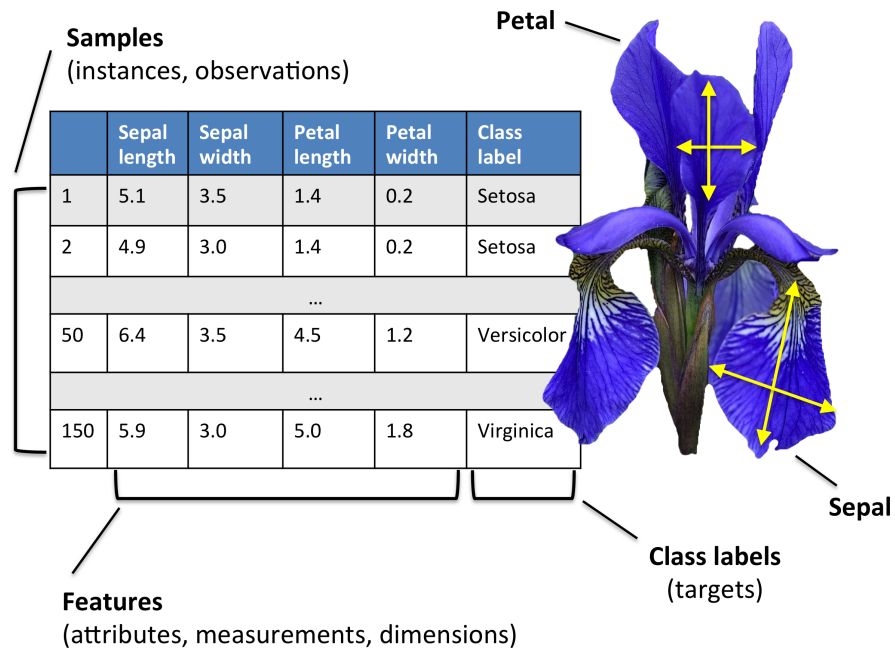 Samples
(instances, observations)
Petal
Sepal length Sepal width Petal length Petal width Class label
1 5.1 3.5 1.4 0.2 Setosa
2 4.9 3.0 1.4 0.2 Setosa
...
50 6.4 3.5 4.5 1.2 Versicolor
...
150 5.9 3.0 5.0 1.8 Virginica
Sepal
Class labels
(targets)
Features
(attributes, measurements, dimensions)